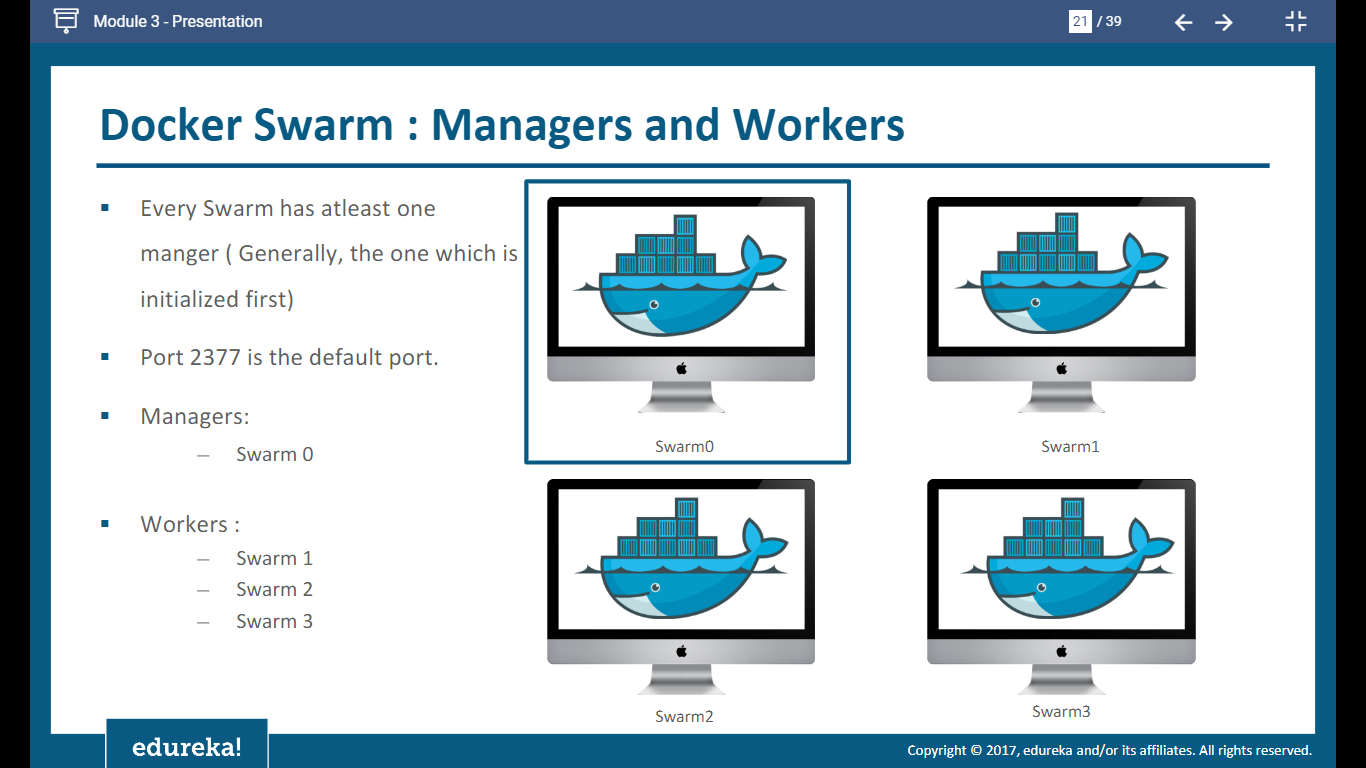 Module 3 - Presentation
21 / 39
Docker Swarm : Managers and Workers
Every Swarm has atleast one
manger ( Generally, the one which is
initialized first)
Port 2377 is the default port.
Managers:
– Swarm 0
Workers :
– Swarm 1
– Swarm 2
– Swarm 3
Swarm0
Swarm1
Swarm2
Swarm3
edureka!
Copyright © 2017, edureka and/or its affiliates. All rights reserved.